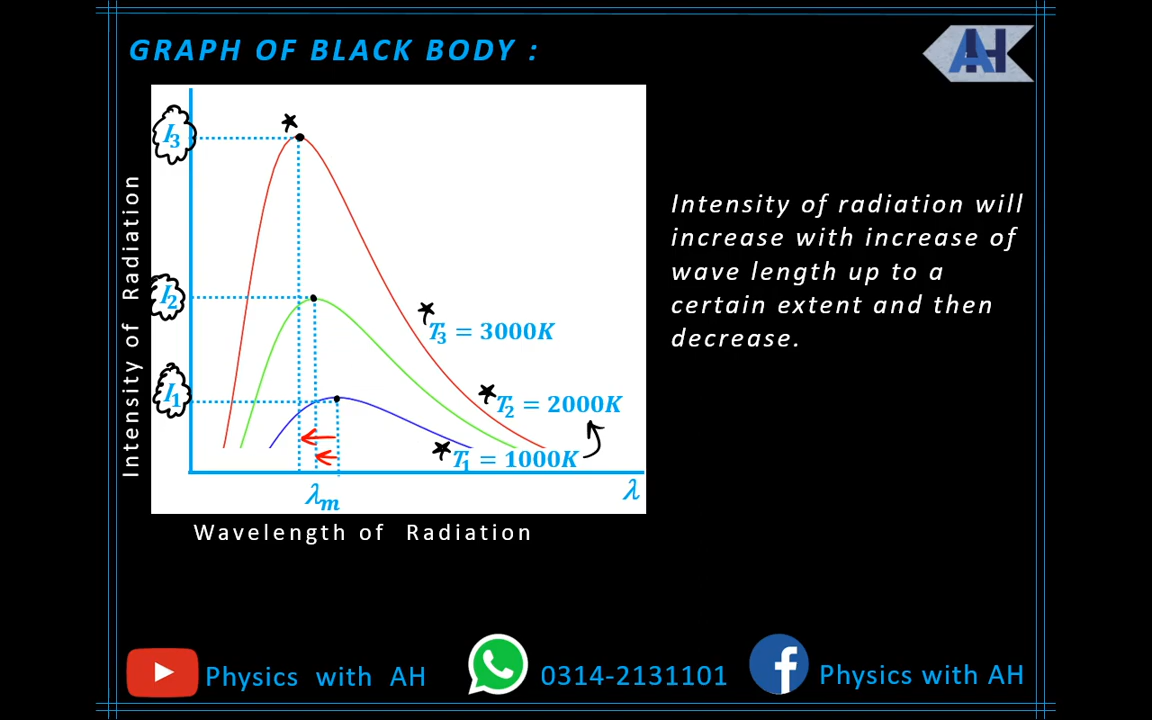 GRAPH OF BLACK BODY :
AH
I3
I2
I1
Intensity of Radiation
T3 = 3000K
T2 = 2000K
T1 = 1000K
λm
λ
Wavelength of Radiation
Intensity of radiation will
increase with increase of
wave length up to a
certain extent and then
decrease.
Physics with AH
0314-2131101
Physics with AH